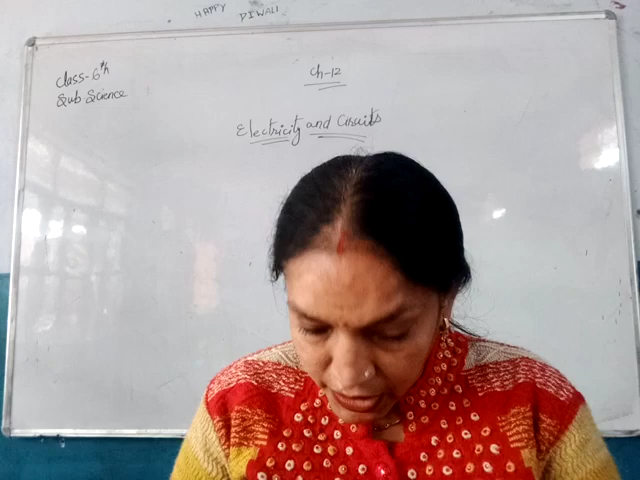 HAPPY DIWALI
Class-6th
Sub Science
Ch-12
Electricity and Circuits